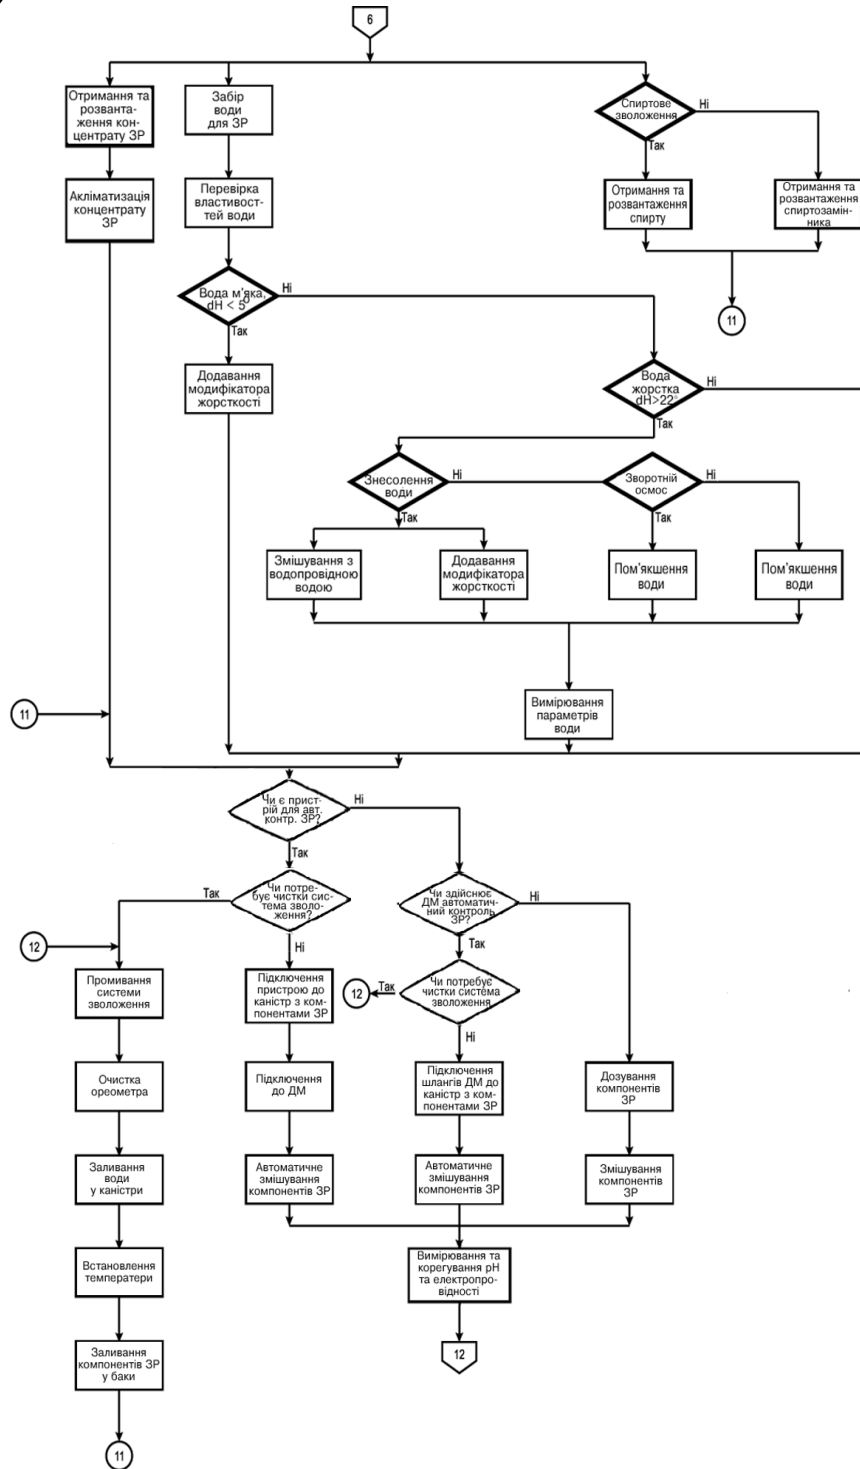 6
Отримання та
розванта-
ження кон-
центрату ЗР
Забір
води
для ЗР
Спиртове
зволоження
Ні
Так
Акліматизація
концентрату
ЗР
Перевірка
властивост-
тей води
Отримання та
розвантаження
спирту
Отримання та
розвантаження
спиртозамін-
ника
11
Вода м'яка,
dH < 5°
Ні
Так
Додавання
модифікатора
жорсткості
Вода
жорстка
dH>22°
Ні
Так
Знесолення
води
Ні
Так
Зворотній
осмос
Ні
Так
Змішування з
водопровідною
водою
Додавання
модифікатора
жорсткості
Пом'якшення
води
Пом'якшення
води
Вимірювання
параметрів
води
11
Чи є прист-
рій для авт.
контр. ЗР?
Ні
Так
Чи потре-
бує чистки сис-
тема зволо-
ження?
Так
Ні
Чи здійснює
ДМ автоматич-
ний контроль
ЗР?
Ні
Так
12
Промивання
системи
зволоження
Підключення
пристрою до
каністр з ком-
понентами ЗР
12
Так
Чи потребує
чистки система
зволоження
Ні
Очистка
ореометра
Підключення
до ДМ
Підключення
шлангів ДМ до
каністр з ком-
понентами ЗР
Дозування
компонентів
ЗР
Заливання
води
у каністри
Автоматичне
змішування
компонентів ЗР
Автоматичне
змішування
компонентів ЗР
Змішування
компонентів
ЗР
Встановлення
температери
Вимірювання та
корегування pH
та електропро-
відності
12
Заливання
компонентів ЗР
у баки
11